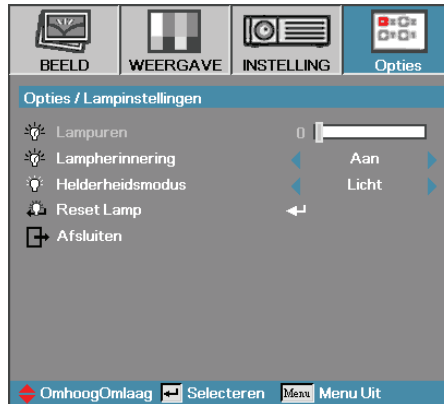 BEELD WEERGAVE INSTELLING Opties
Opties / Lampinstellingen
Lampuren 0
Lampherinnering Aan
Helderheidsmodus Licht
Reset Lamp
Afsluiten
OmhoogOmlaag Selecteren Menu Menu Uit